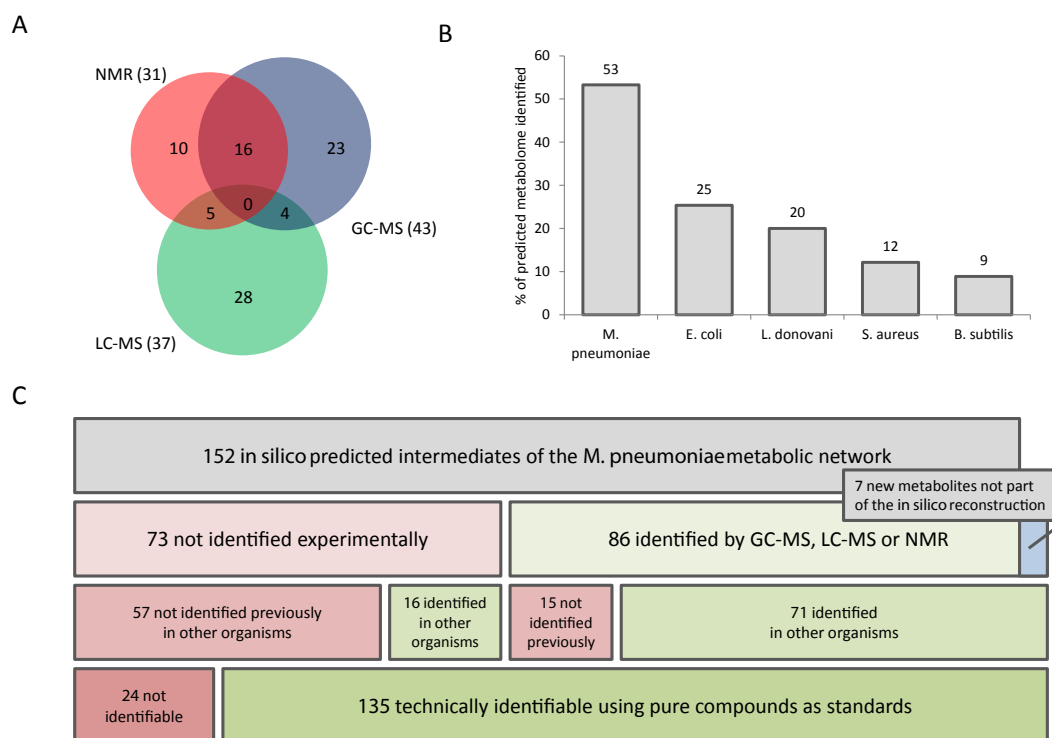 A
NMR (31)
10
16
23
5
0
4
GC-MS (43)
28
LC-MS (37)
B
% of predicted metabolome identified
60
50
40
30
20
10
0
53
25
20
12
9
M.
pneumoniae
E. coli
L. donovani
S. aureus
B. subtilis
C
152 in silico predicted intermediates of the M. pneumoniae metabolic network
7 new metabolites not part
of the in silico reconstruction
73 not identified experimentally
86 identified by GC-MS, LC-MS or NMR
57 not identified previously
in other organisms
16 identified
in other
organisms
15 not
identified
previously
71 identified
in other organisms
24 not
identifiable
135 technically identifiable using pure compounds as standards